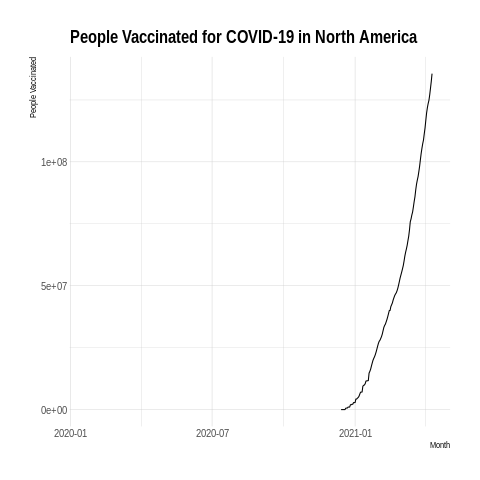 People Vaccinated for COVID-19 in North America
People Vaccinated
1e+08
5e+07
0e+00
2020-01 2020-07 2021-01
Month